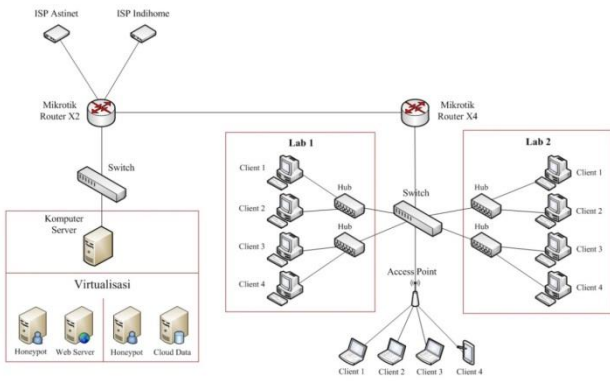 ISP Astinet
ISP Indihome
Mikrotik
Router X2
Mikrotik
Router X4
Switch
Komputer
Server
Virtualisasi
Honeypot
Web Server
Honeypot
Cloud Data
Lab 1
Client 1
Client 2
Client 3
Client 4
Hub
Hub
Switch
Lab 2
Hub
Hub
Client 1
Client 2
Client 3
Client 4
Access Point
Client 1
Client 2
Client 3
Client 4